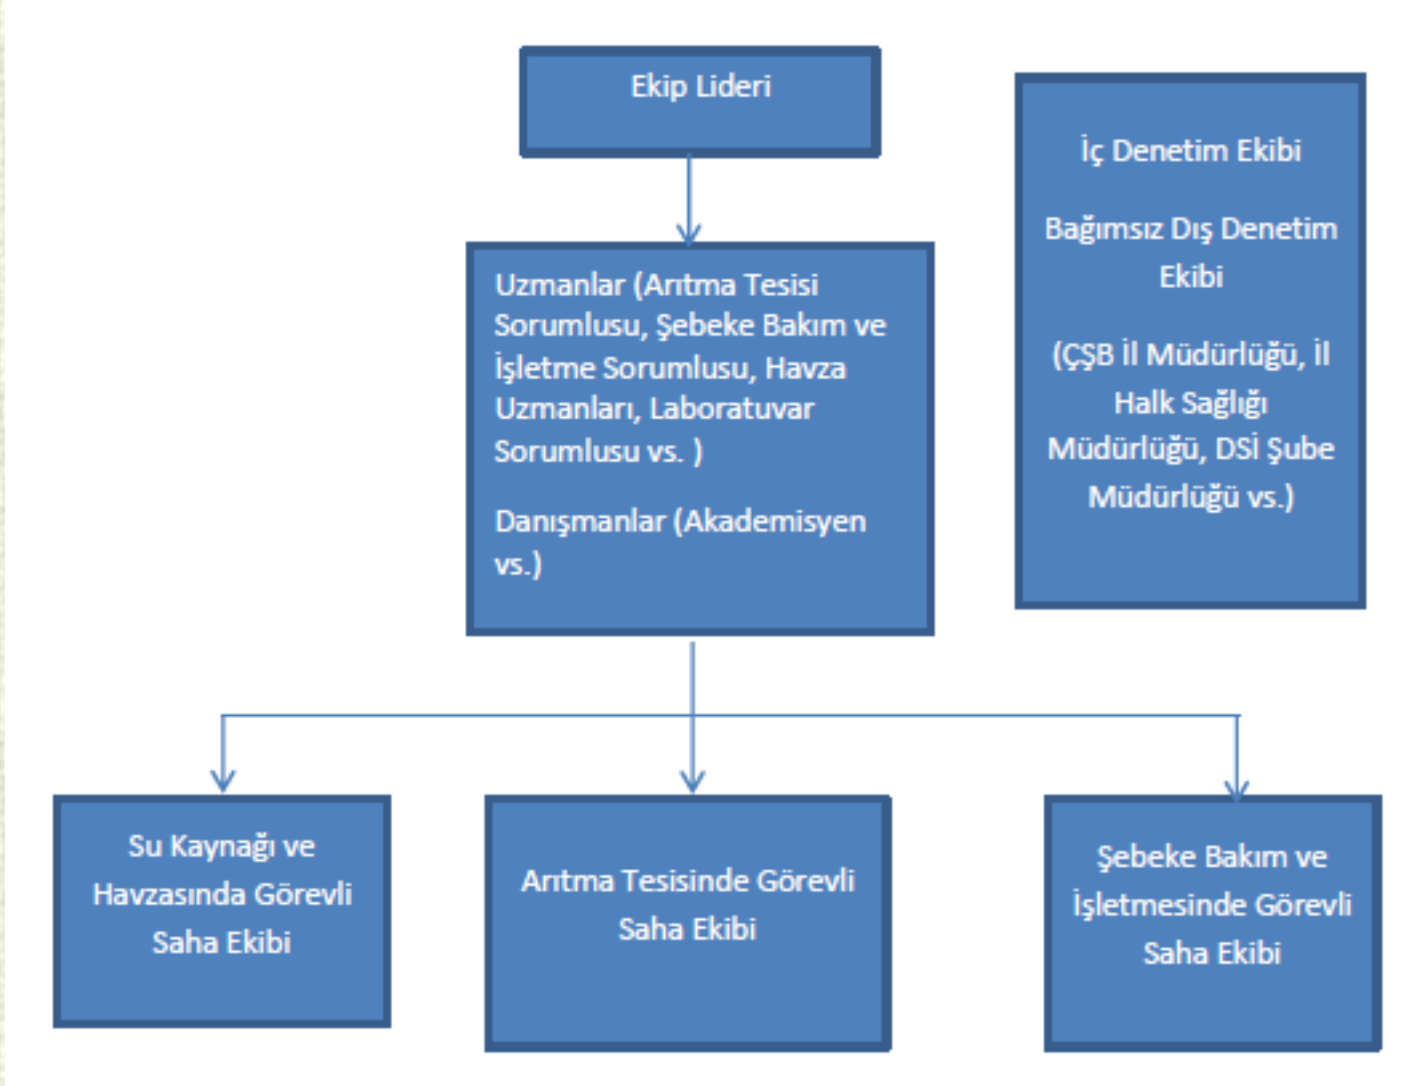 Ekip Lideri
Uzmanlar (Arıtma Tesisi
Sorumlusu, Şebeke Bakım ve
İşletme Sorumlusu, Havza
Uzmanları, Laboratuvar
Sorumlusu vs. )
Danışmanlar (Akademisyen
vs.)
İç Denetim Ekibi
Bağımsız Dış Denetim
Ekibi
(ÇŞB İl Müdürlüğü, İl
Halk Sağlığı
Müdürlüğü, DSİ Şube
Müdürlüğü vs.)
Su Kaynağı ve
Havzasında Görevli
Saha Ekibi
Arıtma Tesisinde Görevli
Saha Ekibi
Şebeke Bakım ve
İşletmesinde Görevli
Saha Ekibi